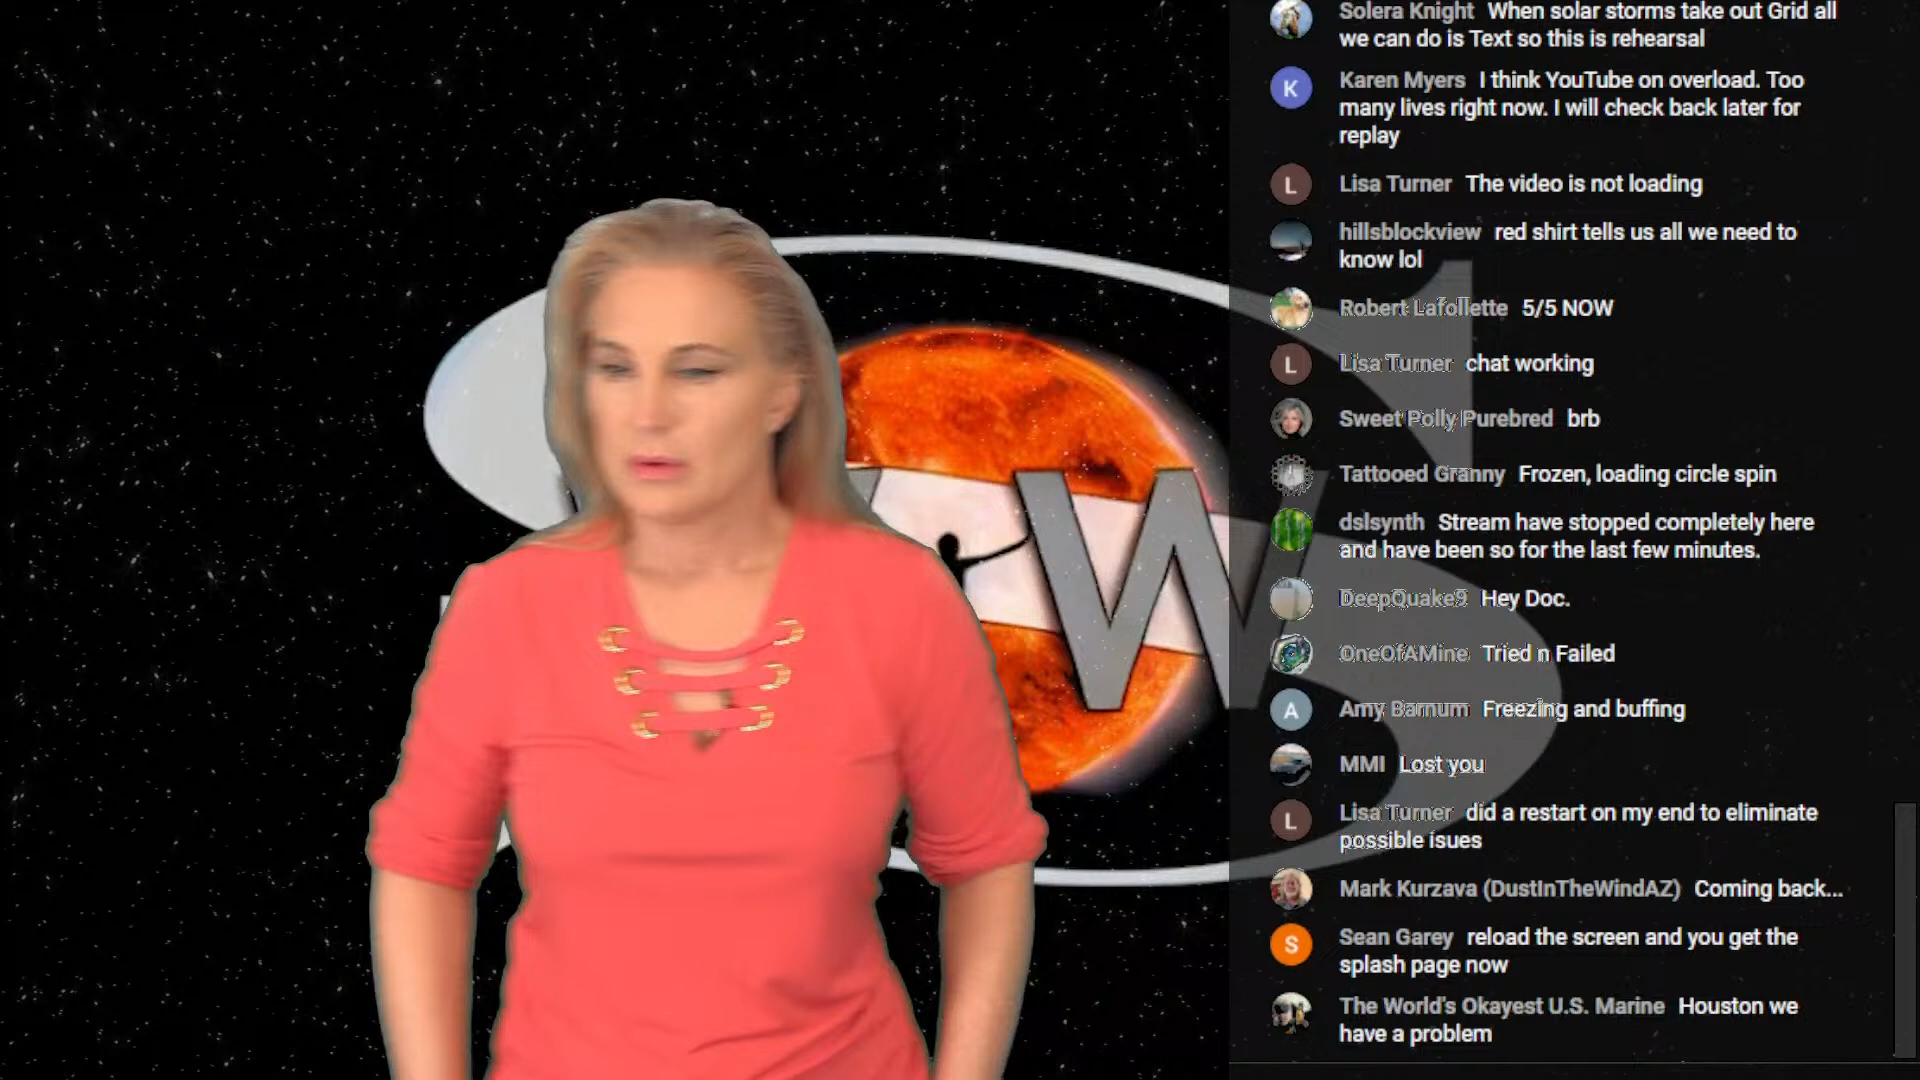 Solera Knight When solar storms take out Grid all
we can do is Text so this is rehearsal
K
Karen Myers I think YouTube on overload. Too
many lives right now. I will check back later for
replay
L
Lisa Turner The video is not loading
hillsblockview red shirt tells us all we need to
know lol
Robert Lafollette 5/5 NOW
L
Lisa Turner chat working
Sweet Polly Purebred brb
Tattooed Granny Frozen, loading circle spin
dslsynth Stream have stopped completely here
and have been so for the last few minutes.
DeepQuake9 Hey Doc.
OneOfAMine Tried n Failed
A
Amy Barnum Freezing and buffing
MMI Lost you
L
Lisa Turner did a restart on my end to eliminate
possible isues
Mark Kurzava (DustInTheWindAZ) Coming back...
S
Sean Garey reload the screen and you get the
splash page now
The World's Okayest U.S. Marine Houston we
have a problem
W